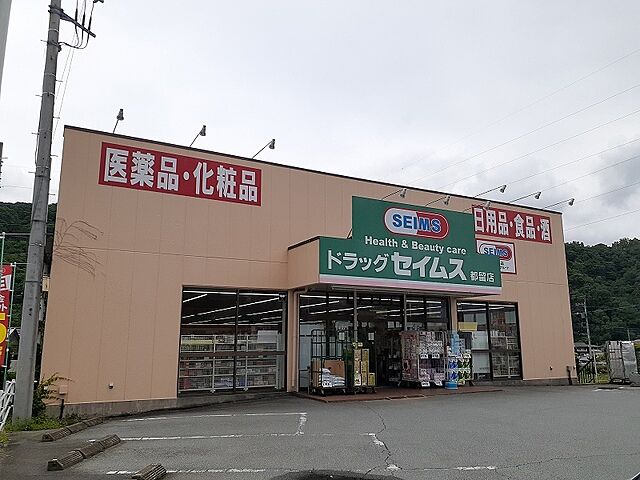 医薬品・化粧品
SEIMS
Health & Beauty care
ドラッグ セイムス 都留店
日用品・食品・酒
SEIMS